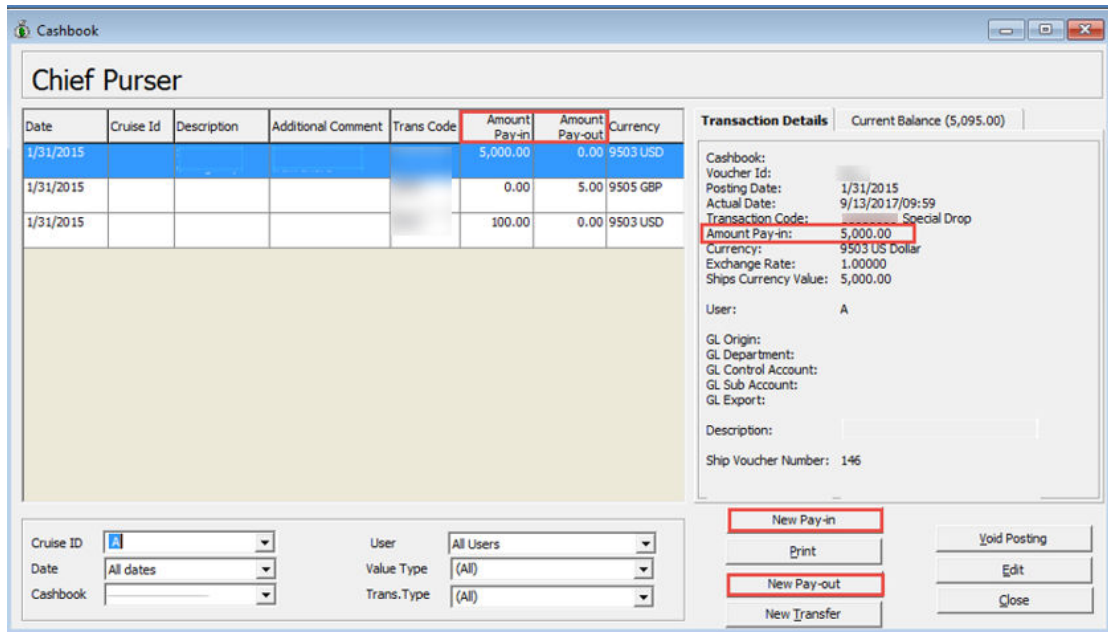 Cashbook
Chief Purser
Date Cruise Id Description Additional Comment Trans Code Amount Pay-in Amount Pay-out Currency
1/31/2015 5,000.00 0.00 9503 USD
1/31/2015 0.00 5.00 9505 GBP
1/31/2015 100.00 0.00 9503 USD
Transaction Details Current Balance (5,095.00)
Cashbook:
Voucher Id:
Posting Date: 1/31/2015
Actual Date: 9/13/2017/09:59
Transaction Code: Special Drop
Amount Pay-in: 5,000.00
Currency: 9503 US Dollar
Exchange Rate: 1.00000
Ships Currency Value: 5,000.00
User: A
GL Origin:
GL Department:
GL Control Account:
GL Sub Account:
GL Export:
Description:
Ship Voucher Number: 146
Cruise ID A User All Users
Date All dates Value Type (All)
Cashbook Trans.Type (All)
New Pay-in
Print
New Pay-out
New Transfer
Void Posting
Edit
Close